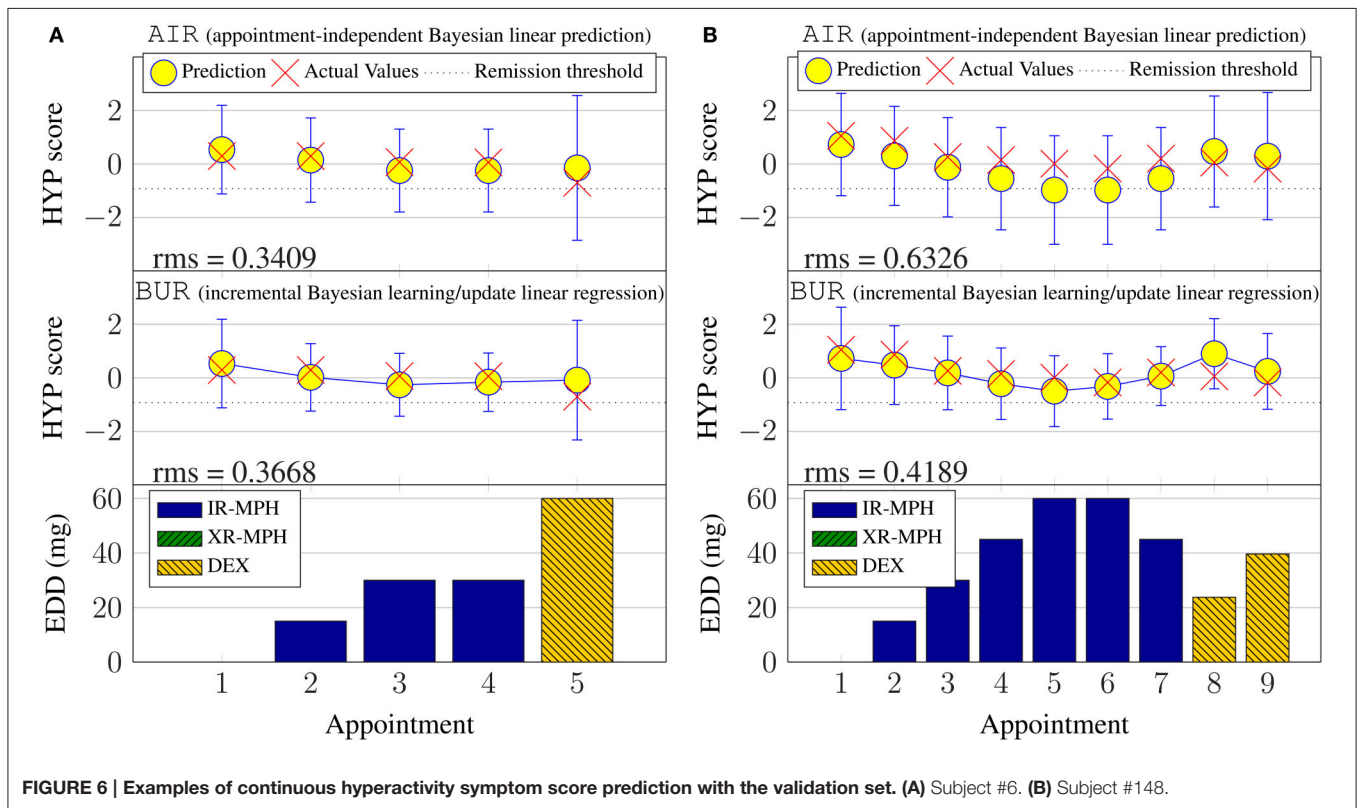 A AIR (appointment-independent Bayesian linear prediction)
Prediction Actual Values Remission threshold
HYP score
2
0
−2
rms = 0.3409
BUR (incremental Bayesian learning/update linear regression)
HYP score
2
0
−2
rms = 0.3668
EDD (mg)
60
40
20
0
IR-MPH
XR-MPH
DEX
1 2 3 4 5
Appointment
B AIR (appointment-independent Bayesian linear prediction)
Prediction Actual Values Remission threshold
HYP score
2
0
−2
rms = 0.6326
BUR (incremental Bayesian learning/update linear regression)
HYP score
2
0
−2
rms = 0.4189
EDD (mg)
60
40
20
0
IR-MPH
XR-MPH
DEX
1 2 3 4 5 6 7 8 9
Appointment
FIGURE 6 | Examples of continuous hyperactivity symptom score prediction with the validation set. (A) Subject #6. (B) Subject #148.